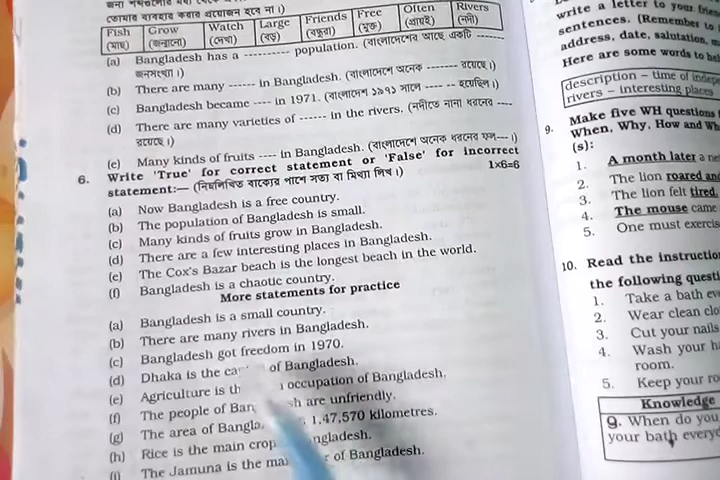 তোমার ব্যবহার করার প্রয়োজন হবে না।)
Fish Grow Watch Large Friends Free Often Rivers
(মাছ) (জন্মানো) (দেখা) (বড়) (বন্ধুরা) (মুক্ত) (প্রায়ই) (নদী)
(a) Bangladesh has a ---------- population. (বাংলাদেশের আছে একটি -------
জনসংখ্যা।)
(b) There are many ------ in Bangladesh. (বাংলাদেশে অনেক -------- রয়েছে।)
(c) Bangladesh became ---- in 1971. (বাংলাদেশ ১৯৭১ সালে ---- -- হয়েছিল।)
(d) There are many varieties of ------ in the rivers. (নদীতে নানা ধরনের ----
রয়েছে।)
(e) Many kinds of fruits ---- in Bangladesh. (বাংলাদেশে অনেক ধরনের ফল---।)
6. Write 'True' for correct statement or 'False' for incorrect
statement:— (নিম্নলিখিত বাক্যের পাশে সত্য বা মিথ্যা লিখ।) 1×6=6
(a) Now Bangladesh is a free country.
(b) The population of Bangladesh is small.
(c) Many kinds of fruits grow in Bangladesh.
(d) There are a few interesting places in Bangladesh.
(e) The Cox's Bazar beach is the longest beach in the world.
(f) Bangladesh is a chaotic country.
More statements for practice
(a) Bangladesh is a small country.
(b) There are many rivers in Bangladesh.
(c) Bangladesh got freedom in 1970.
(d) Dhaka is the of Bangladesh.
(e) Agriculture is occupation of Bangladesh.
(f) The people of are unfriendly.
(g) The area of 1,47,570 kilometres.
(h) Rice is the main
(i) The Jamuna is the of Bangladesh.
write a letter to your
sentences. (Remember to
address, date, salutation,
Here are some words to
description – time of
rivers – interesting places
9. Make five WH questions
When, Why, How and
(s):
1. A month later a
2. The lion roared and
3. The lion felt tired.
4. The mouse came
5. One must
10. Read the
the following
1. Take a bath
2. Wear clean
3. Cut your nails
4. Wash your
room.
5. Keep your
Knowledge
Q. When do you
your bath